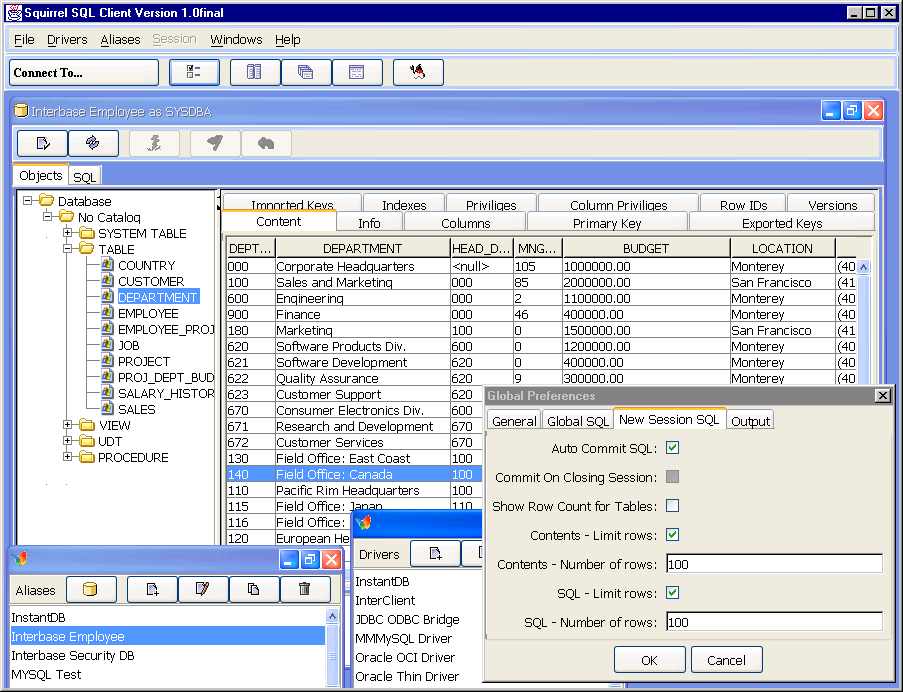 Squirrel SQL Client Version 1.0final
File Drivers Aliases Session Windows Help
Connect To...
Interbase Employee as SYSDBA
Objects SQL
Database
No Catalog
SYSTEM TABLE
TABLE
COUNTRY
CUSTOMER
DEPARTMENT
EMPLOYEE
EMPLOYEE_PROJ
JOB
PROJECT
PROJ_DEPT_BUD
SALARY_HISTOR
SALES
VIEW
UDT
PROCEDURE
Imported Keys Indexes Privileges Column Privileges Row IDs Versions
Content Info Columns Primary Key Exported Keys
DEPT... DEPARTMENT HEAD_D... MNG... BUDGET LOCATION
000 Corporate Headquarters <null> 105 1000000.00 Monterey (40
100 Sales and Marketing 000 85 2000000.00 San Francisco (41
600 Engineering 000 2 1100000.00 Monterey (40
900 Finance 000 46 400000.00 Monterey (40
180 Marketing 100 0 1500000.00 San Francisco (41
620 Software Products Div. 600 0 1200000.00 Monterey (40
621 Software Development 620 0 400000.00 Monterey (40
622 Quality Assurance 620 9 300000.00 Monterey (40
623 Customer Support 620
670 Consumer Electronics Div. 600
671 Research and Development 670
672 Customer Services 670
130 Field Office: East Coast 100
140 Field Office: Canada 100
110 Pacific Rim Headquarters 100
115 Field Office: Japan 110
116 Field Office:
120 European He
Global Preferences
General Global SQL New Session SQL Output
Auto Commit SQL:
Commit On Closing Session:
Show Row Count for Tables:
Contents - Limit rows:
Contents - Number of rows: 100
SQL - Limit rows:
SQL - Number of rows: 100
OK Cancel
Aliases
InstantDB
Interbase Employee
Interbase Security DB
MYSQL Test
Drivers
InstantDB
InterClient
JDBC ODBC Bridge
MMMySQL Driver
Oracle OCI Driver
Oracle Thin Driver